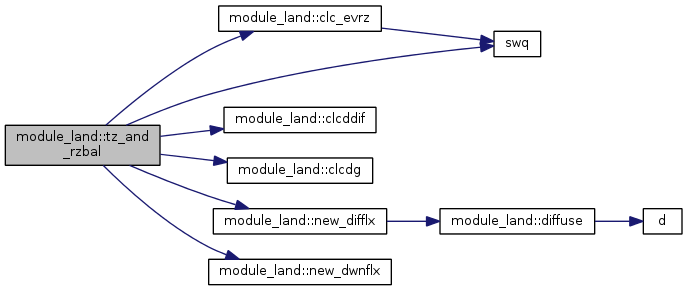 module_land::clc_evrz
swq
module_land::clcddif
module_land::tz_and
_rzbal
module_land::clcdg
module_land::new_difflx
module_land::diffuse
d
module_land::new_dwnflx